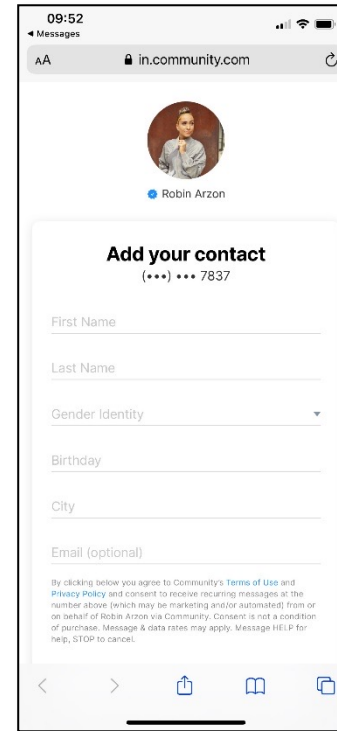 09:52
Messages
AA in.community.com
Robin Arzon
Add your contact
(•••) ••• 7837
First Name
Last Name
Gender Identity
Birthday
City
Email (optional)
By clicking below you agree to Community's Terms of Use and
Privacy Policy and consent to receive recurring messages at the
number above (which may be marketing and/or automated) from or
on behalf of Robin Arzon via Community. Consent is not a condition
of purchase. Message & data rates may apply. Message HELP for
help, STOP to cancel.